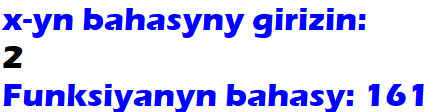 x-yn bahasyny girizin:
2
Funksiyanyn bahasy: 161